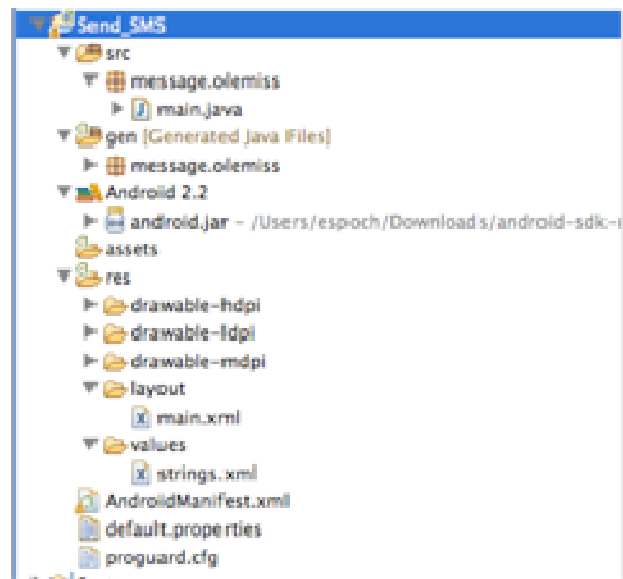 Send_SMS
src
message.olemiss
main.java
gen [Generated Java Files]
message.olemiss
Android 2.2
android.jar – /Users/espoch/Downloads/android-sdk-
assets
res
drawable-hdpi
drawable-ldpi
drawable-mdpi
layout
main.xml
values
strings.xml
AndroidManifest.xml
default.properties
proguard.cfg